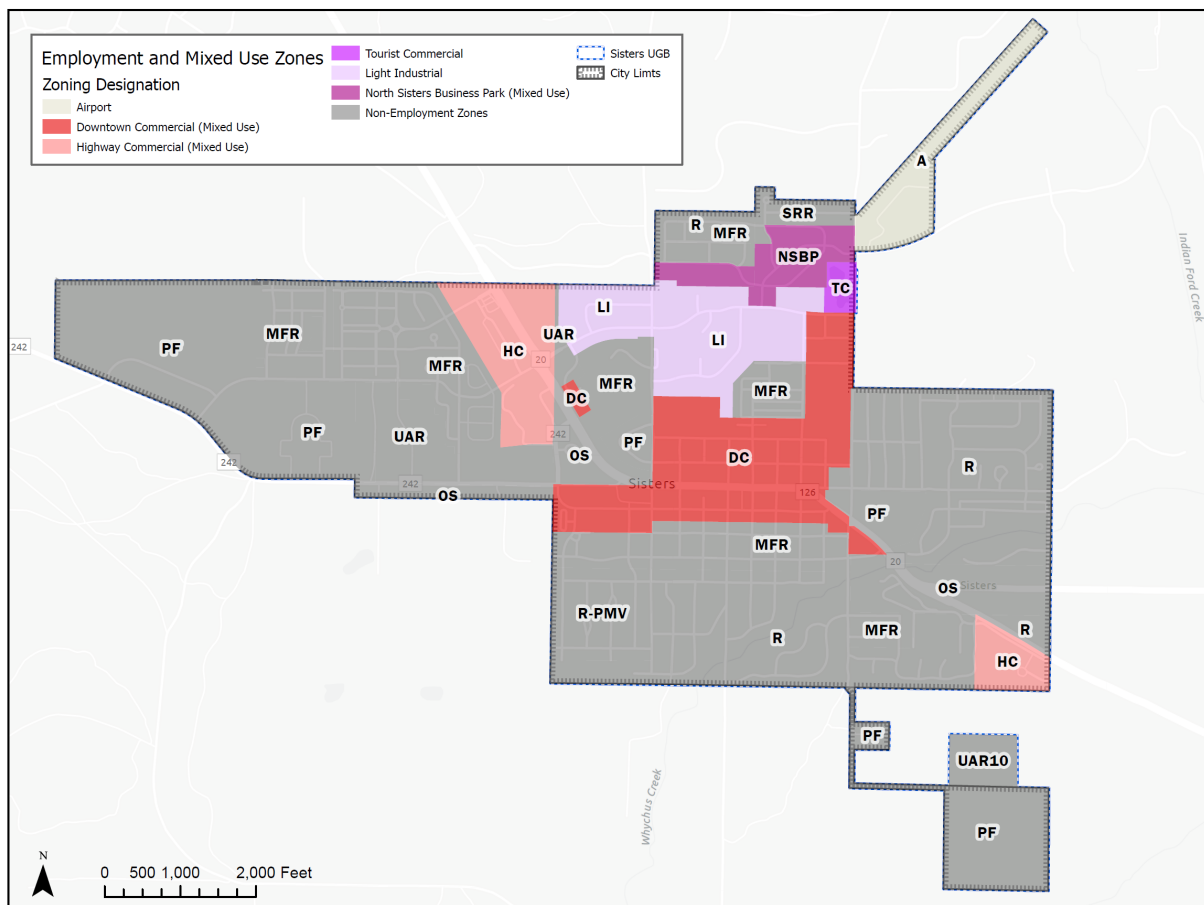 Employment and Mixed Use Zones
Zoning Designation
Airport
Downtown Commercial (Mixed Use)
Highway Commercial (Mixed Use)
Tourist Commercial
Light Industrial
North Sisters Business Park (Mixed Use)
Non-Employment Zones
Sisters UGB
City Limts
A
SRR
R
MFR
NSBP
Indian Ford Creek
TC
LI
UAR
LI
242
PF
MFR
HC
20
MFR
MFR
MFR
DC
PF
UAR
242
PF
OS
DC
R
242
242
OS
Sisters
126
PF
MFR
20
OS
Sisters
R-PMV
R
MFR
R
HC
PF
UAR10
Whychus Creek
PF
N
0 500 1,000 2,000 Feet